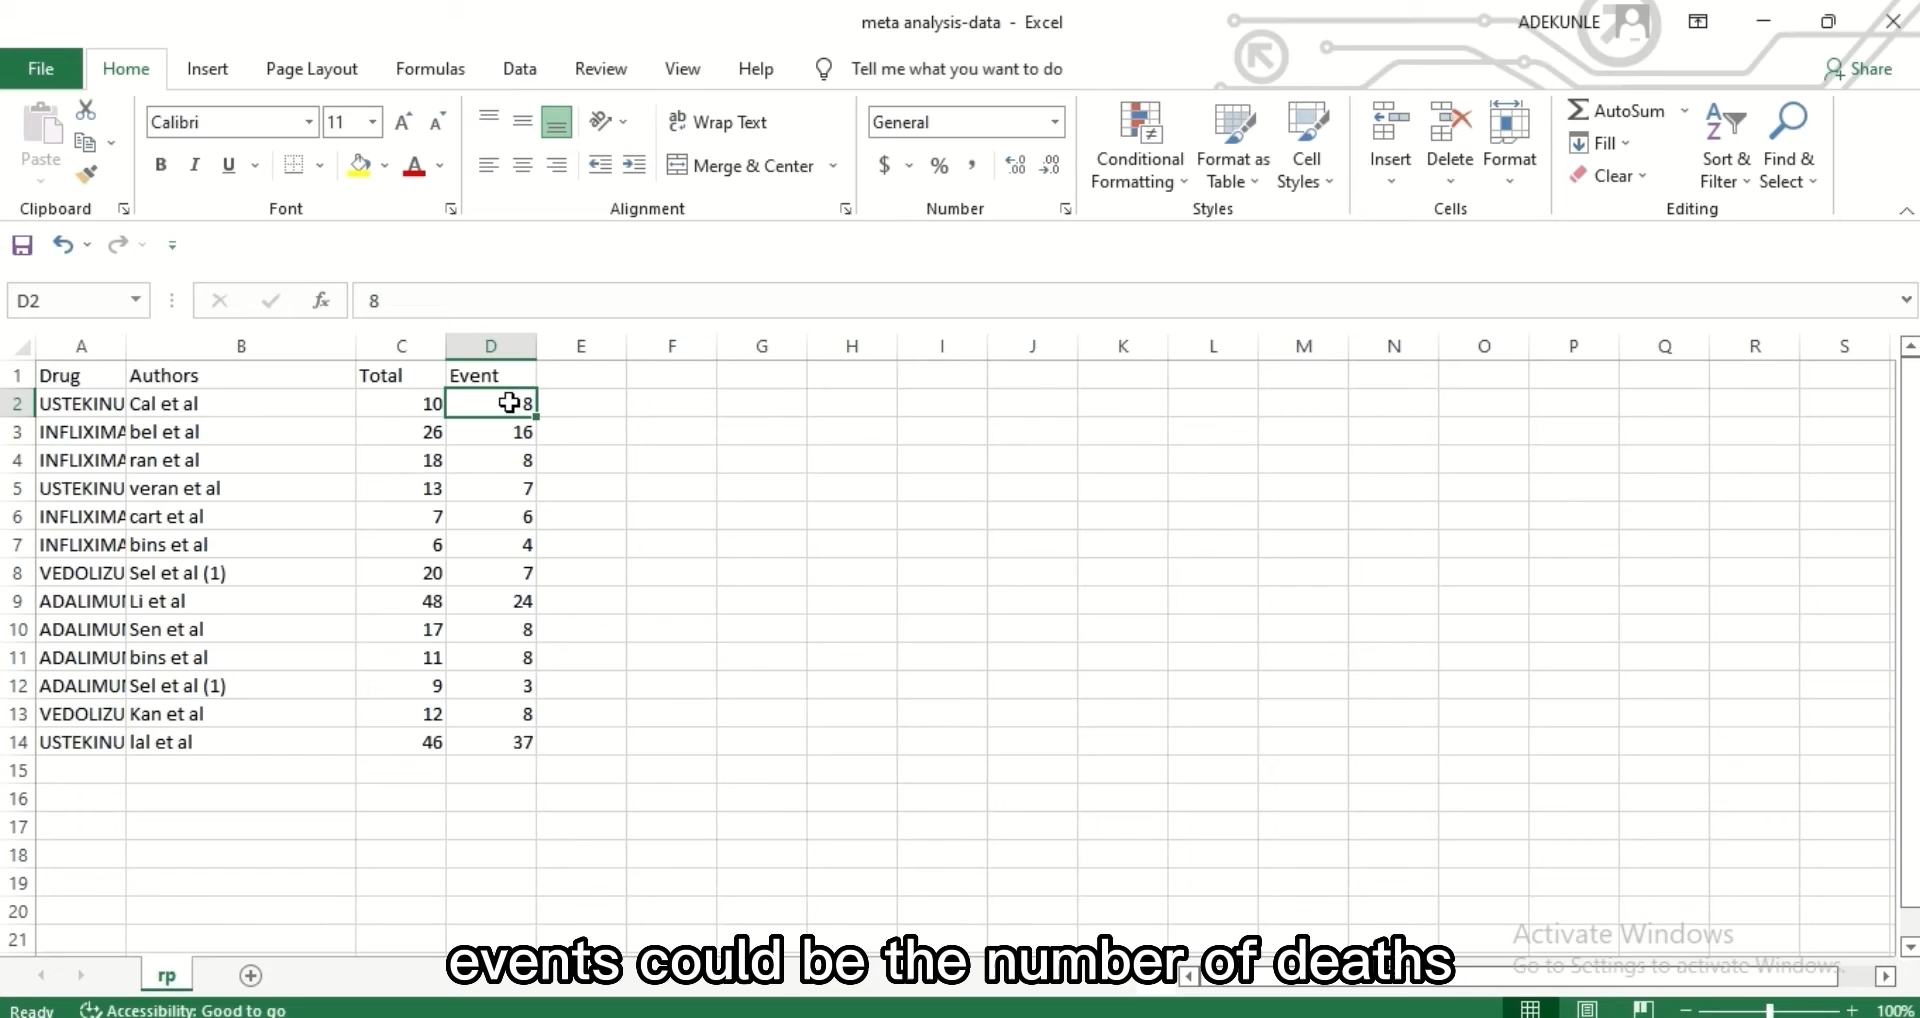 meta analysis-data - Excel
ADEKUNLE
File Home Insert Page Layout Formulas Data Review View Help Tell me what you want to do Share
Paste
Clipboard
Calibri 11
B I U
Font
Wrap Text
Merge & Center
Alignment
General
$ % ,
Number
Conditional Formatting
Format as Table
Cell Styles
Styles
Insert Delete Format
Cells
AutoSum
Fill
Clear
Sort & Filter
Find & Select
Editing
D2 fx 8
A B C D E F G H I J K L M N O P Q R S
1 Drug Authors Total Event
2 USTEKINU Cal et al 10 8
3 INFLIXIMA bel et al 26 16
4 INFLIXIMA ran et al 18 8
5 USTEKINU veran et al 13 7
6 INFLIXIMA cart et al 7 6
7 INFLIXIMA bins et al 6 4
8 VEDOLIZU Sel et al (1) 20 7
9 ADALIMU Li et al 48 24
10 ADALIMU Sen et al 17 8
11 ADALIMU bins et al 11 8
12 ADALIMU Sel et al (1) 9 3
13 VEDOLIZU Kan et al 12 8
14 USTEKINU lal et al 46 37
15
16
17
18
19
20
21
Activate Windows
Go to Settings to activate Windows.
events could be the number of deaths
rp
Ready Accessibility: Good to go 100%